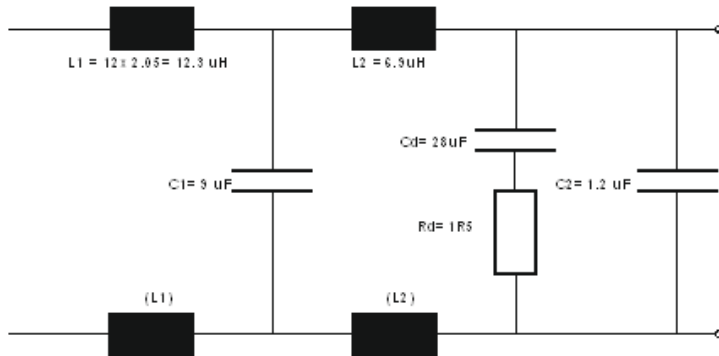 L1 = 12x 2.05= 12.3 uH
L2 = 6.9uH
Cd= 28uF
C1= 9 uF
C2= 1.2 uF
Rd= 1R5
(L1)
(L2)